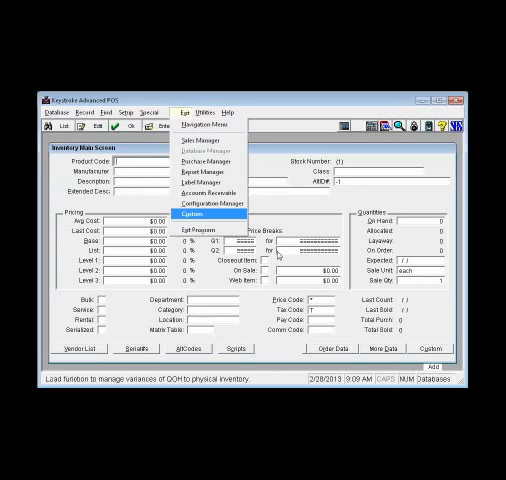 Keystroke Advanced POS
Database Record Find Setup Special Exit Utilities Help
List Edit Ok Ente
Navigation Menu
Sales Manager
Database Manager
Purchase Manager
Report Manager
Label Manager
Accounts Receivable
Configuration Manager
Custom
Exit Program
Inventory Main Screen
Product Code: Stock Number: (1)
Manufacturer Class:
Description: AltID#: -1
Extended Desc:
Pricing Quantities
Avg Cost: $0.00 Price Breaks: On Hand: 0
Last Cost: $0.00 0 % Allocated: 0
Base: $0.00 0 % Q1: ===== for =========== Layaway: 0
List: $0.00 0 % Q2: ===== for =========== On Order: 0
Level 1: $0.00 0 % Closeout Item: Expected: ( )
Level 2: $0.00 0 % On Sale: $0.00 Sale Unit: each
Level 3: $0.00 0 % Web Item: $0.00 Sale Qty: 1
Bulk: Department: Price Code: * Last Count: ( )
Service: Category: Tax Code: T Last Sold: ( )
Rental: Location: Pay Code: Total Purch: 0
Serialized: Matrix Table: Comm Code: Total Sold: 0
Vendor List Serial#s AltCodes Scripts Order Data More Data Custom
Add
Load function to manage variances of QOH to physical inventory. 2/28/2013 9:09 AM CAPS NUM Databases